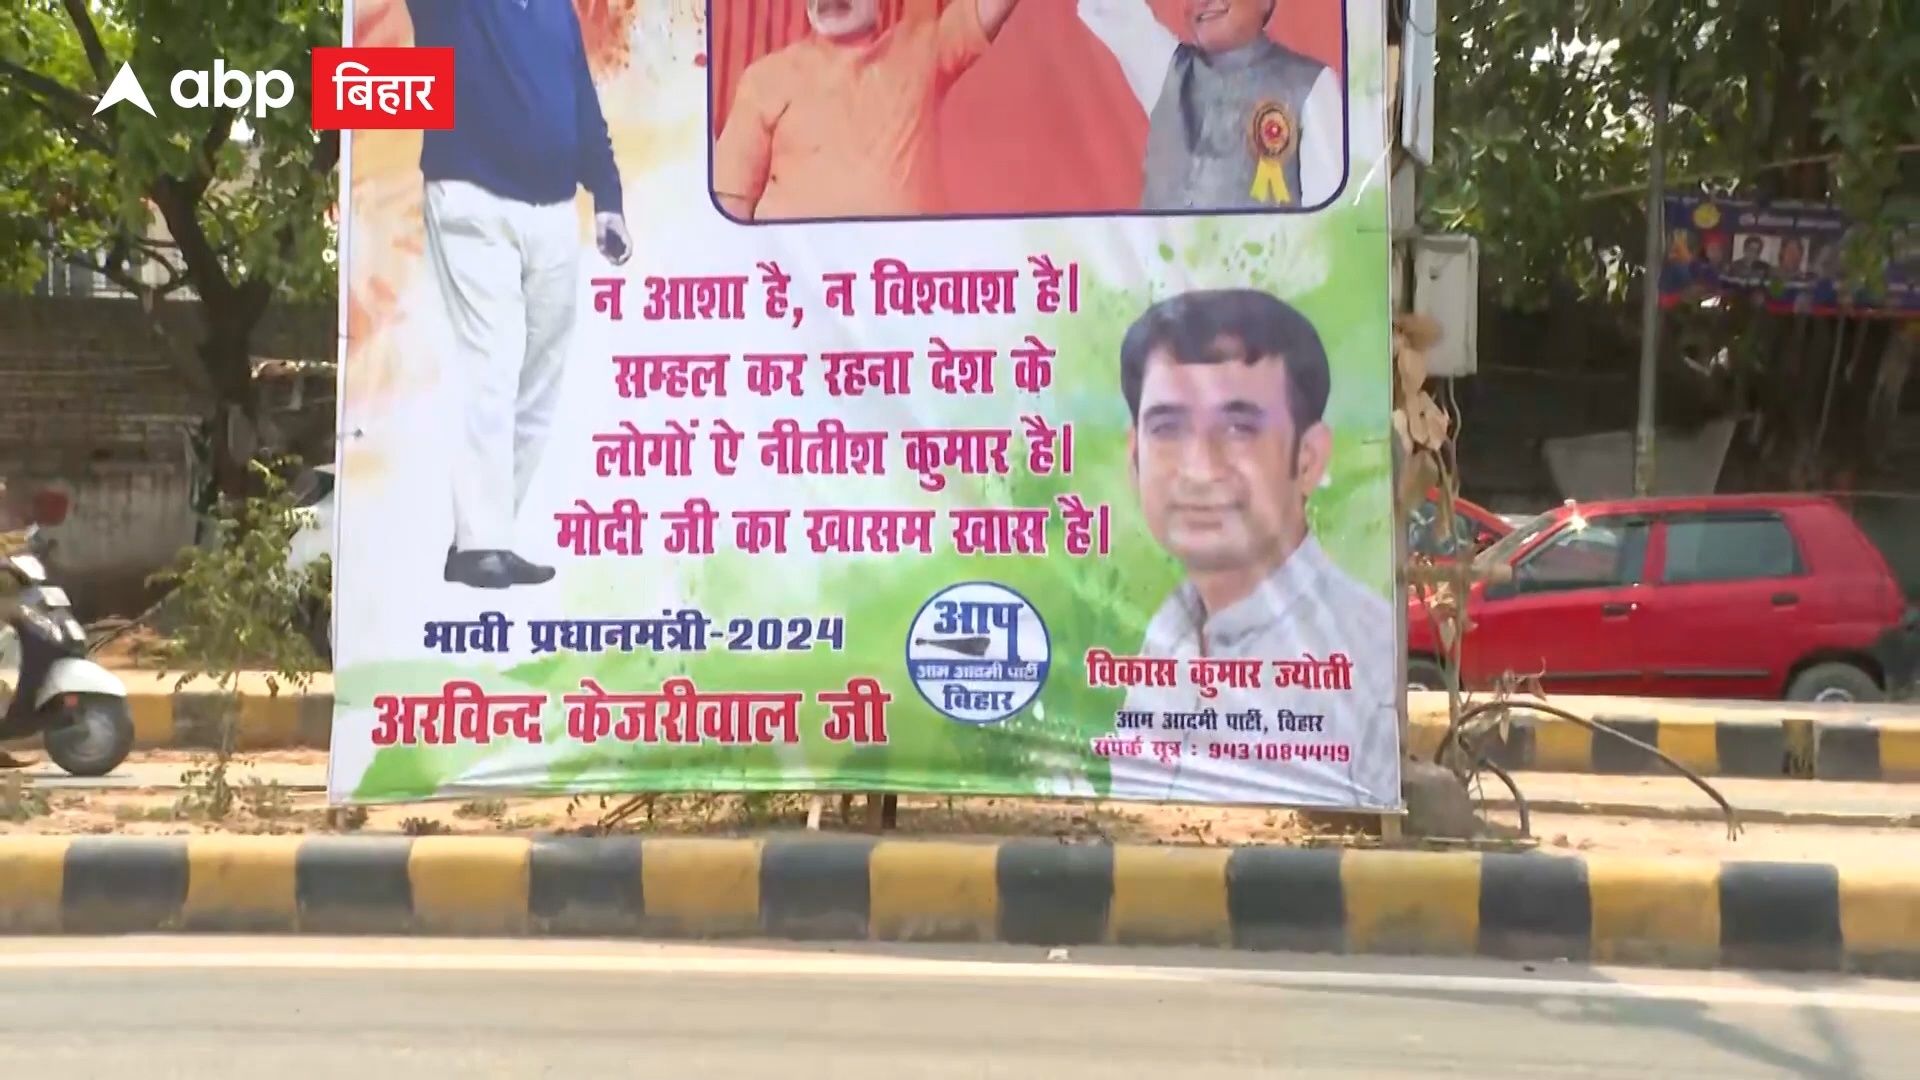 abp बिहार
न आशा है, न विश्वाश है।
सम्हल कर रहना देश के
लोगों ऐ नीतीश कुमार है।
मोदी जी का खासम खास है।
भावी प्रधानमंत्री-2024
अरविन्द केजरीवाल जी
आप
आम आदमी पार्टी
बिहार
विकास कुमार ज्योती
आम आदमी पार्टी, बिहार
संपर्क सूत्र : 9431084449